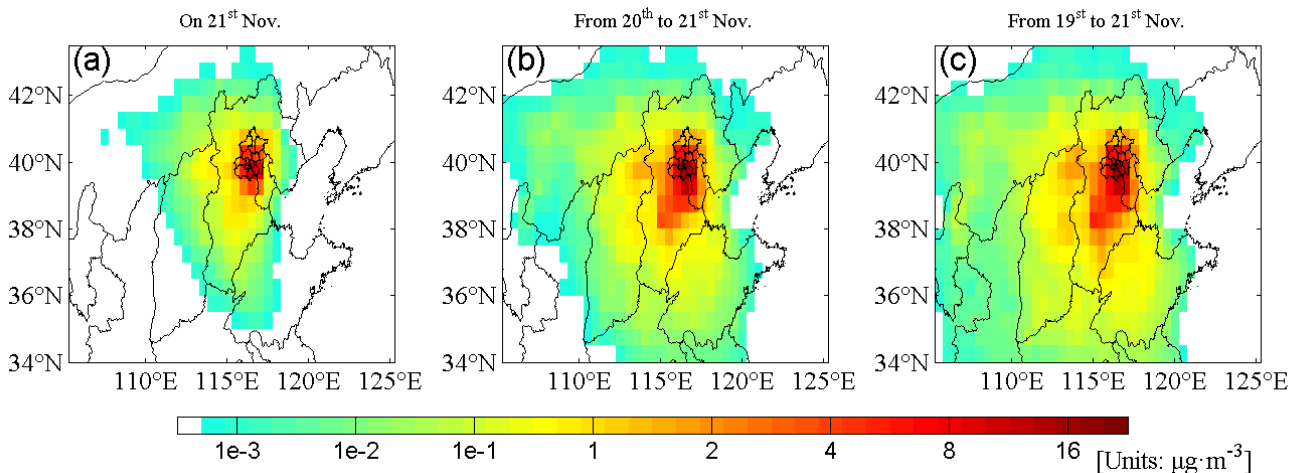 On 21st Nov. From 20th to 21st Nov. From 19st to 21st Nov.
(a) (b) (c)
42°N 42°N 42°N
40°N 40°N 40°N
38°N 38°N 38°N
36°N 36°N 36°N
34°N 34°N 34°N
110°E 115°E 120°E 125°E 110°E 115°E 120°E 125°E 110°E 115°E 120°E 125°E
1e-3 1e-2 1e-1 1 2 4 8 16 [Units: μg·m-3]